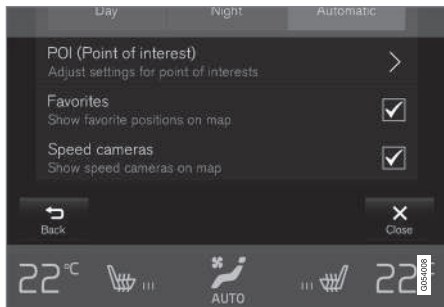 Day Night Automatic
POI (Point of interest)
Adjust settings for point of interests
Favorites
Show favorite positions on map
Speed cameras
Show speed cameras on map
Back Close
22°C AUTO 22°
G054008